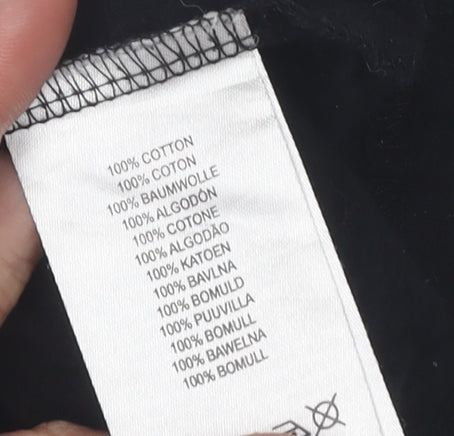 100% COTTON
100% COTON
100% BAUMWOLLE
100% ALGODÓN
100% COTONE
100% ALGODÃO
100% KATOEN
100% BAVLNA
100% BOMULD
100% PUUVILLA
100% BOMULL
100% BAWELNA
100% BOMULL